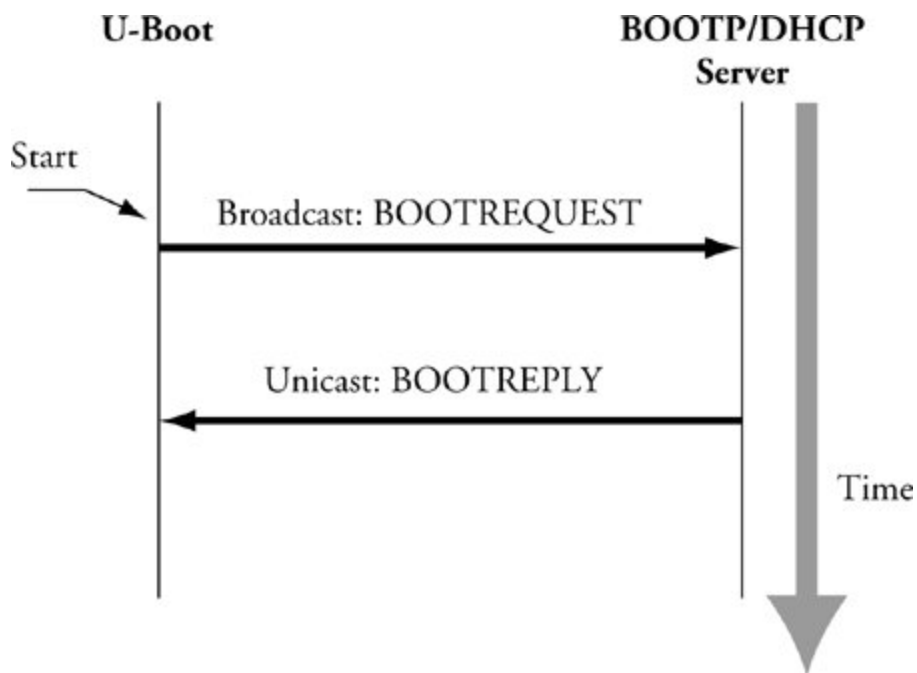 U-Boot
BOOTP/DHCP
Server
Start
Broadcast: BOOTREQUEST
Unicast: BOOTREPLY
Time